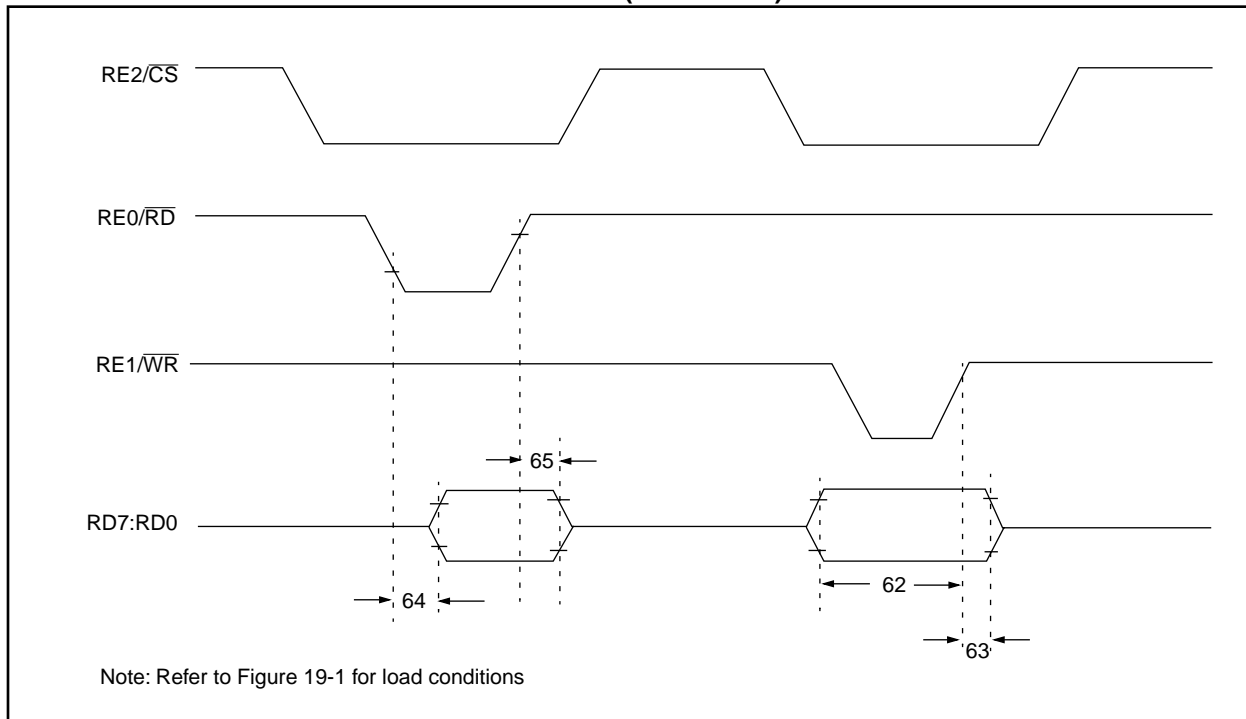 RE2/CS
RE0/RD
RE1/WR
65
RD7:RD0
62
64
63
Note: Refer to Figure 19-1 for load conditions